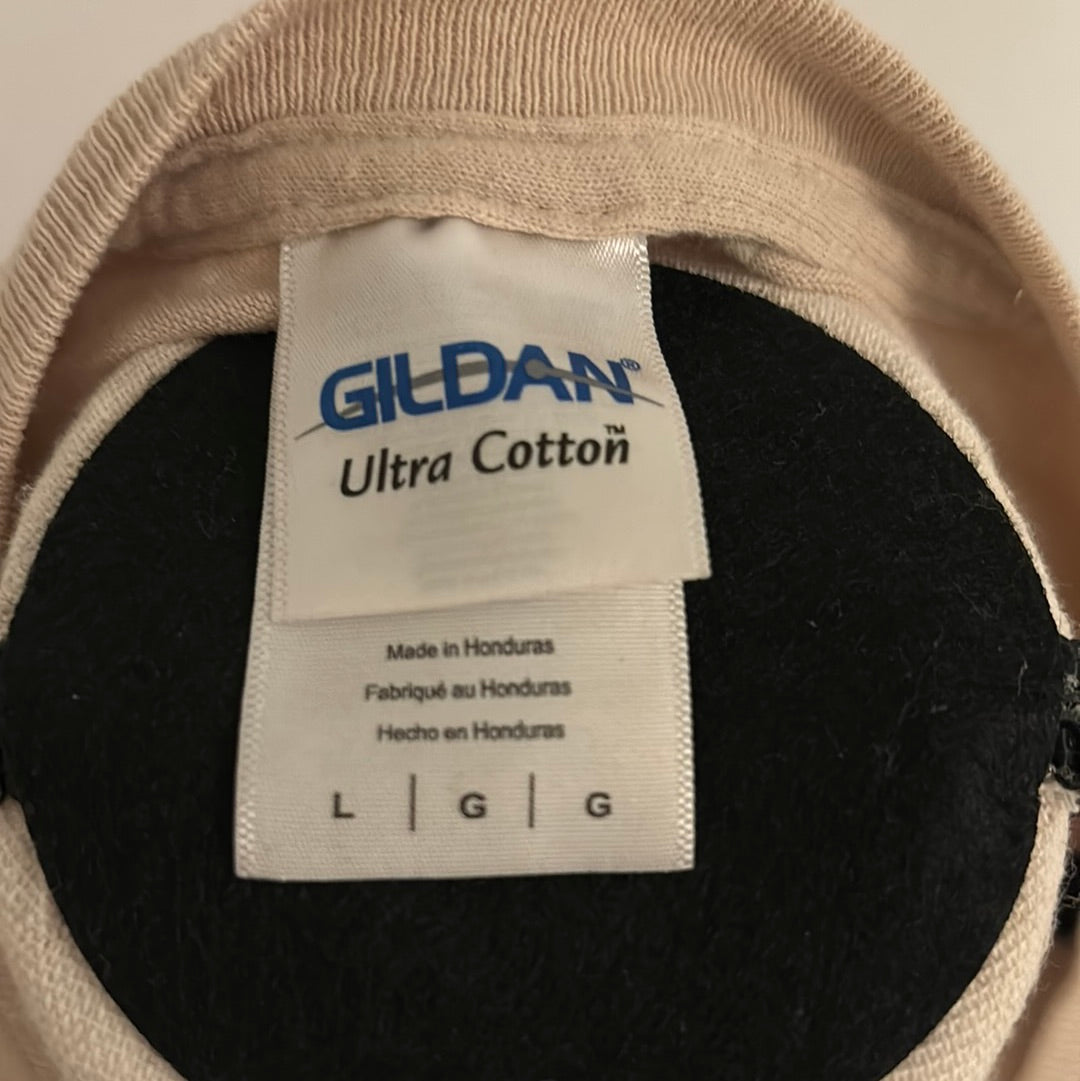 GILDAN®
Ultra Cotton™
Made in Honduras
Fabriqué au Honduras
Hecho en Honduras
L | G | G